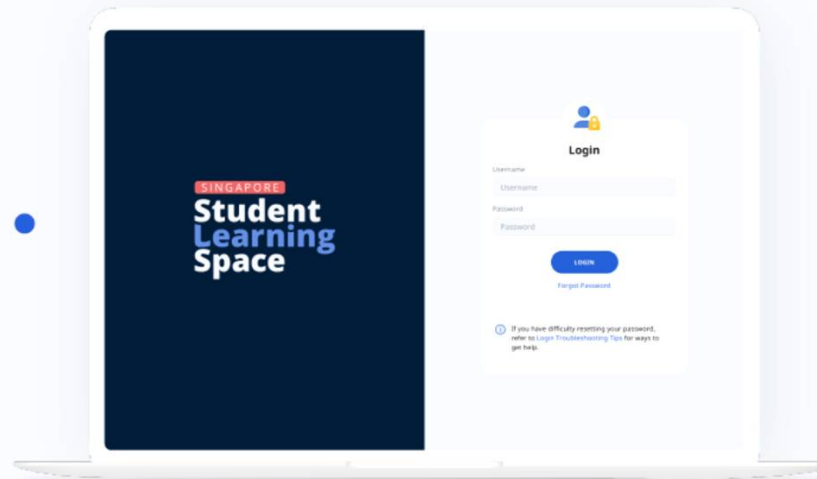 SINGAPORE
Student
Learning
Space
Login
Username
Username
Password
Password
LOGIN
Forgot Password
If you have difficulty resetting your password,
refer to Login Troubleshooting Tips for ways to
get help.